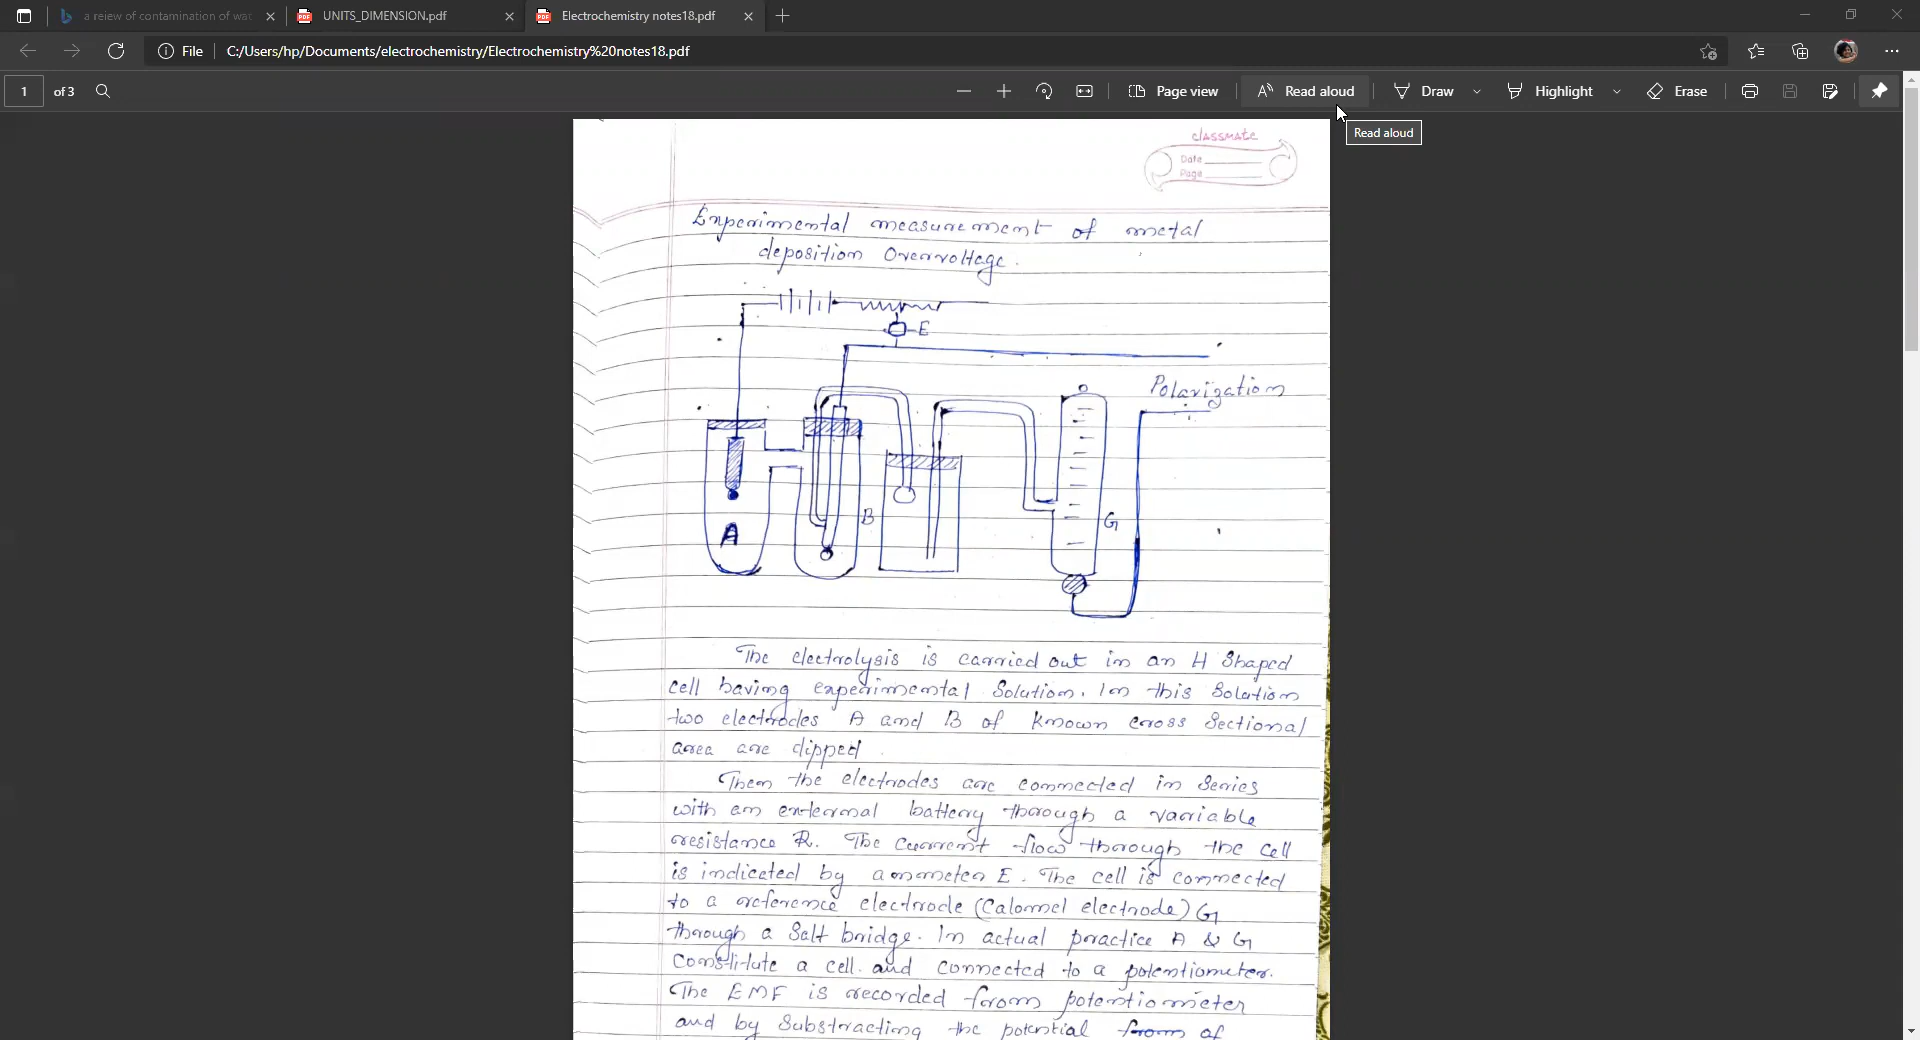 a reiew of contamination of wat
UNITS_DIMENSION.pdf
Electrochemistry notes18.pdf
File
C:/Users/hp/Documents/electrochemistry/Electrochemistry%20notes18.pdf
1 of 3
Page view
Read aloud
Draw
Highlight
Erase
Read aloud
classmate
Date
Page
Experimental measurement of metal
deposition Overvoltage.
E
Polarization
A
B
G
The electrolysis is carried out in an H Shaped
cell having experimental Solution. In this Solution
two electrodes A and B of known cross Sectional
area are dipped
Then the electrodes are connected in Series
with an external battery through a variable
resistance R. The Current flow through the cell
is indicated by ammeter E. The cell is connected
to a reference electrode (Calomel electrode) G
through a Salt bridge. In actual practice A & G
Constitute a cell and connected to a potentiometer.
The EMF is recorded from potentiometer
and by Substracting the potential from of